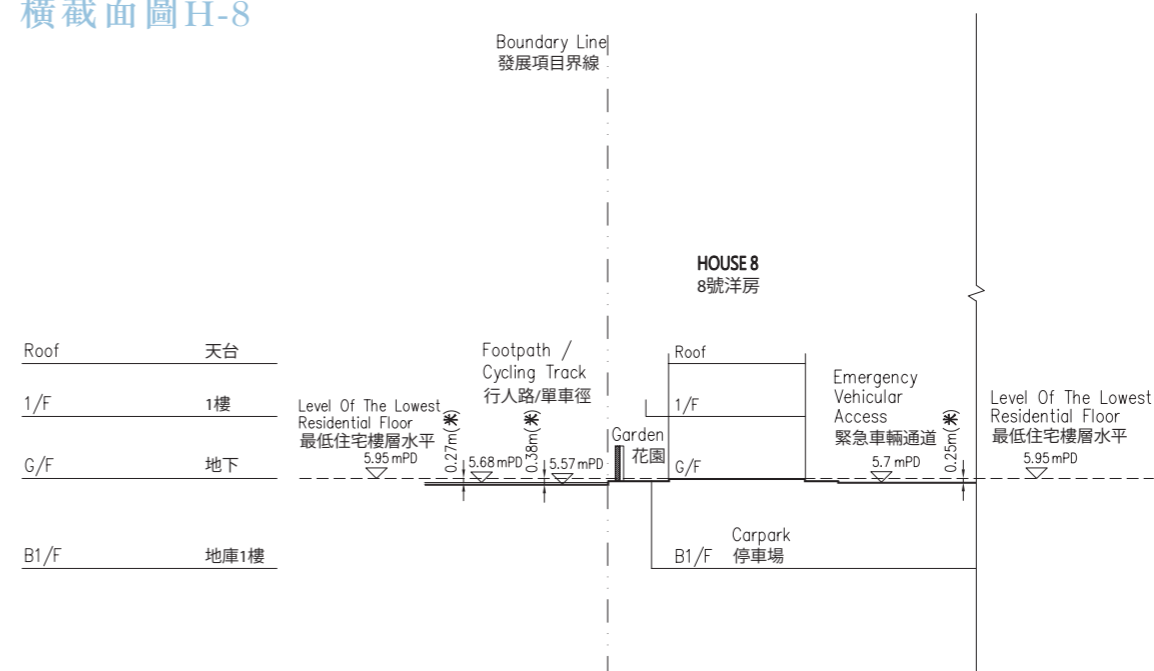 橫截面圖H-8
Boundary Line
發展項目界線
HOUSE 8
8號洋房
Roof 天台
1/F 1樓
G/F 地下
B1/F 地庫1樓
Level Of The Lowest
Residential Floor
最低住宅樓層水平
5.95 mPD
0.27m(米)
5.68 mPD
Footpath /
Cycling Track
行人路/單車徑
0.38m(米)
5.57 mPD
Garden
花園
Roof
1/F
G/F
B1/F
Carpark
停車場
Emergency
Vehicular
Access
緊急車輛通道
5.7 mPD
0.25m(米)
Level Of The Lowest
Residential Floor
最低住宅樓層水平
5.95 mPD